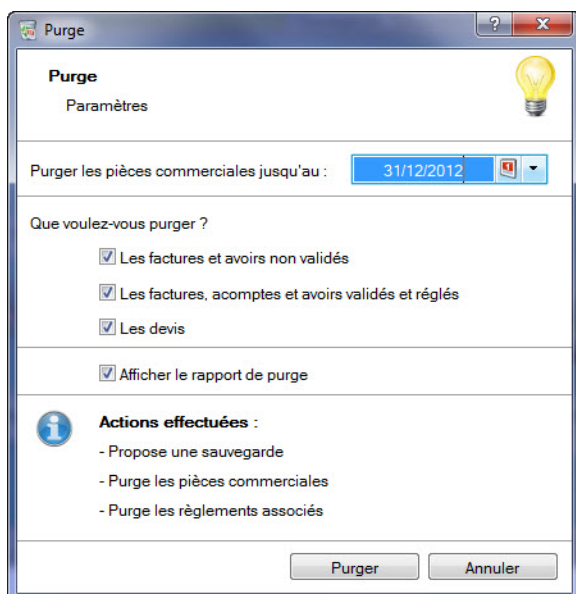 Purge
?
X
Purge
Paramètres
Purger les pièces commerciales jusqu'au : 31/12/2012
Que voulez-vous purger ?
Les factures et avoirs non validés
Les factures, acomptes et avoirs validés et réglés
Les devis
Afficher le rapport de purge
Actions effectuées :
- Propose une sauvegarde
- Purge les pièces commerciales
- Purge les règlements associés
Purger Annuler